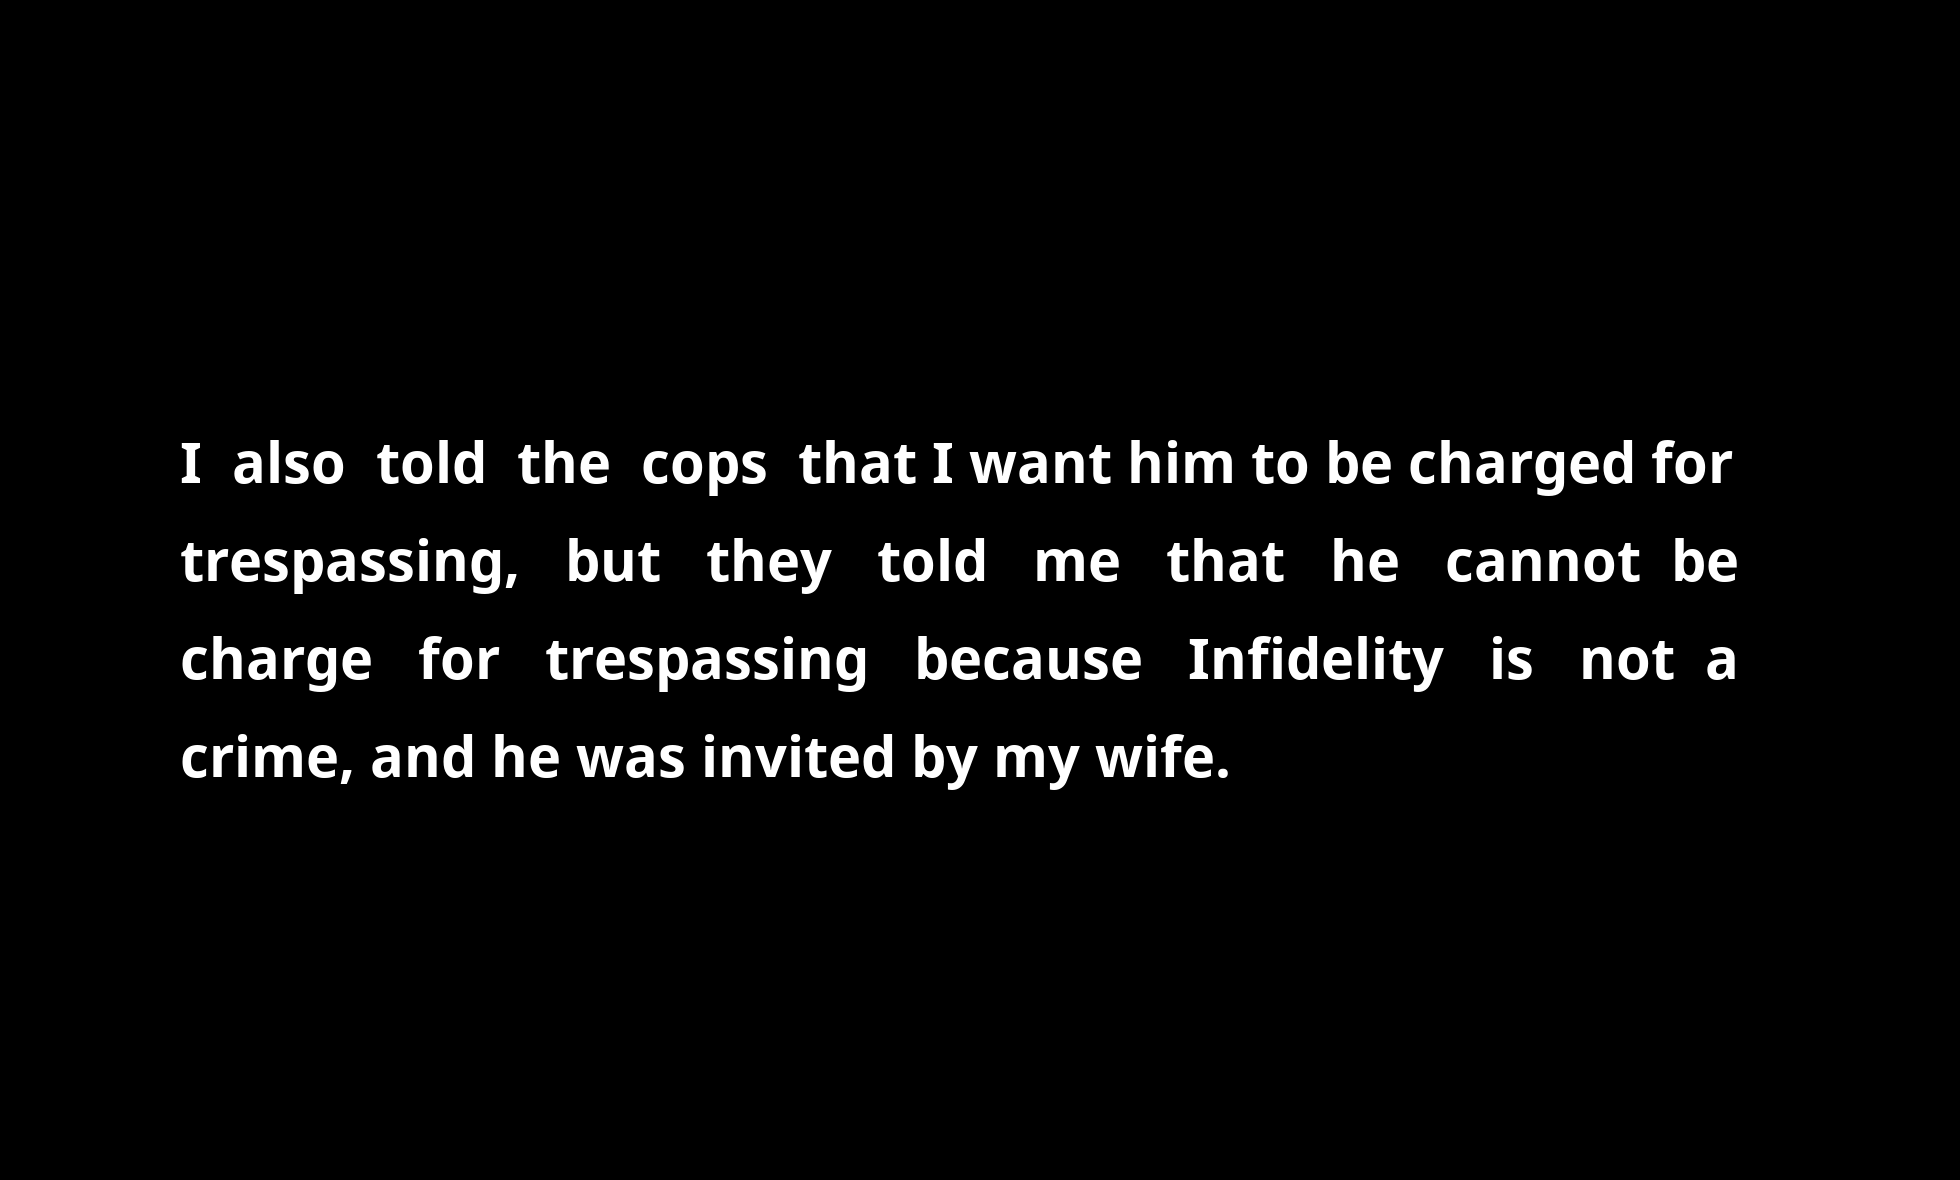 I also told the cops that I want him to be charged for
trespassing, but they told me that he cannot be
charge for trespassing because Infidelity is not a
crime, and he was invited by my wife.